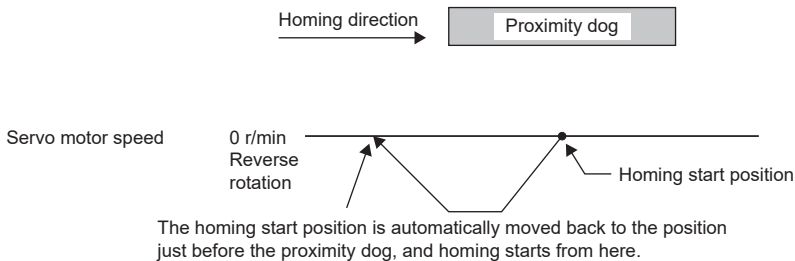 Homing direction
Proximity dog
Servo motor speed
0 r/min
Reverse
rotation
Homing start position
The homing start position is automatically moved back to the position
just before the proximity dog, and homing starts from here.